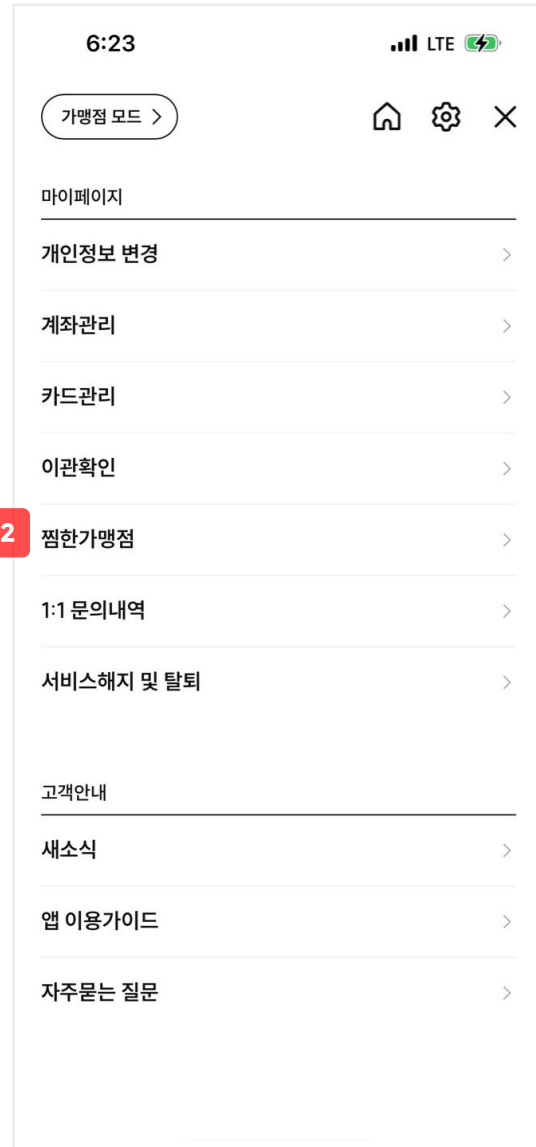 6:23
LTE
가맹점 모드 >
마이페이지
개인정보 변경
계좌관리
카드관리
이관확인
2
찜한가맹점
1:1 문의내역
서비스해지 및 탈퇴
고객안내
새소식
앱 이용가이드
자주묻는 질문